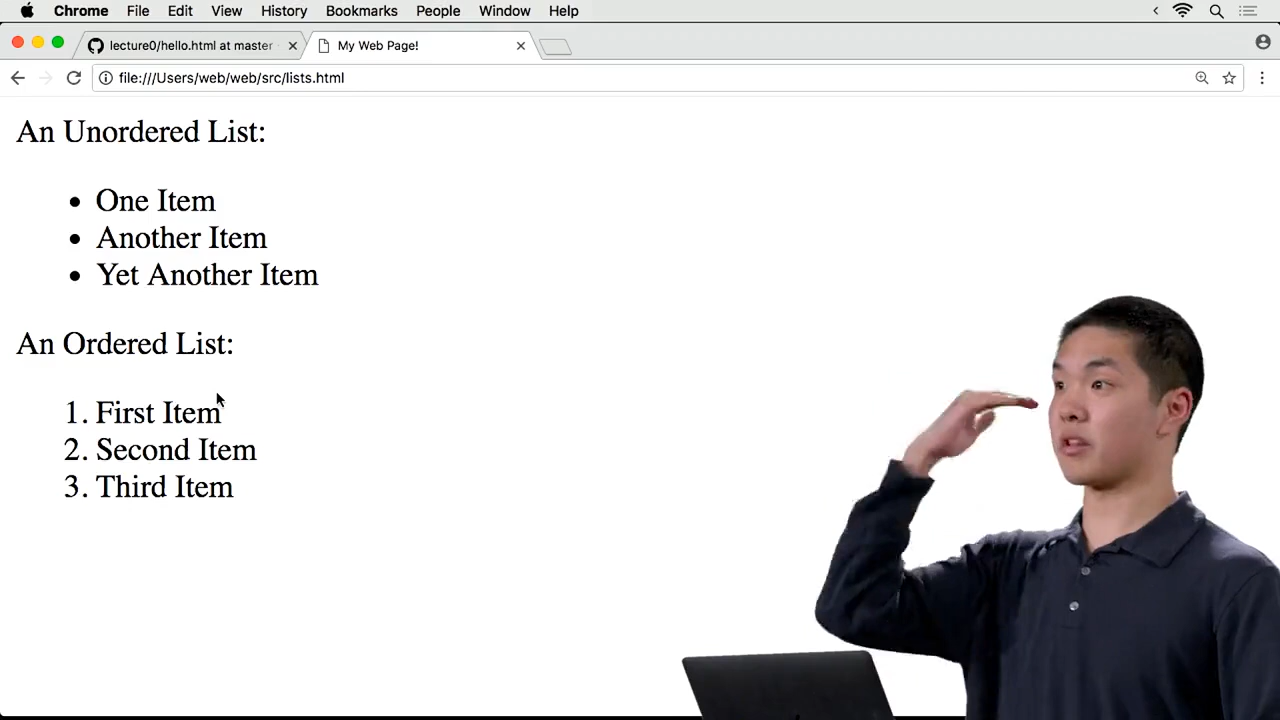 Chrome File Edit View History Bookmarks People Window Help
lecture0/hello.html at master
My Web Page!
file:///Users/web/web/src/lists.html
An Unordered List:
• One Item
• Another Item
• Yet Another Item
An Ordered List:
1. First Item
2. Second Item
3. Third Item